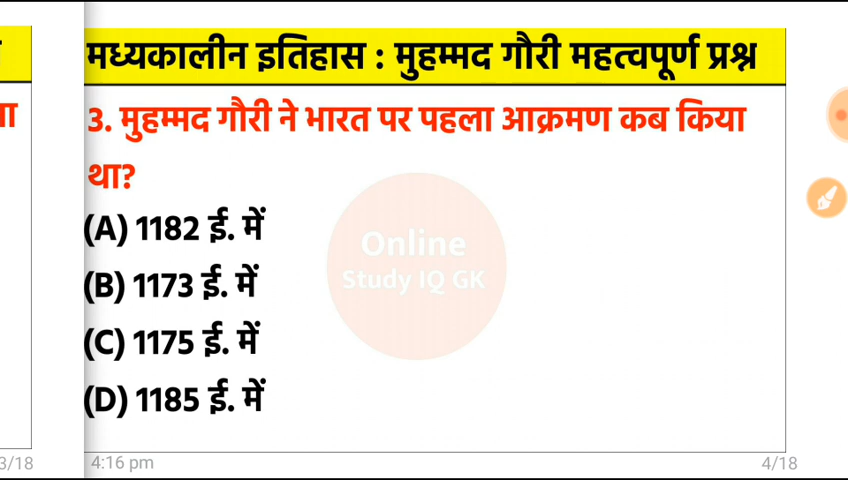 मध्यकालीन इतिहास : मुहम्मद गौरी महत्वपूर्ण प्रश्न
3. मुहम्मद गौरी ने भारत पर पहला आक्रमण कब किया
था?
(A) 1182 ई. में
(B) 1173 ई. में
(C) 1175 ई. में
(D) 1185 ई. में
Online
Study IQ GK
3/18
4:16 pm
4/18